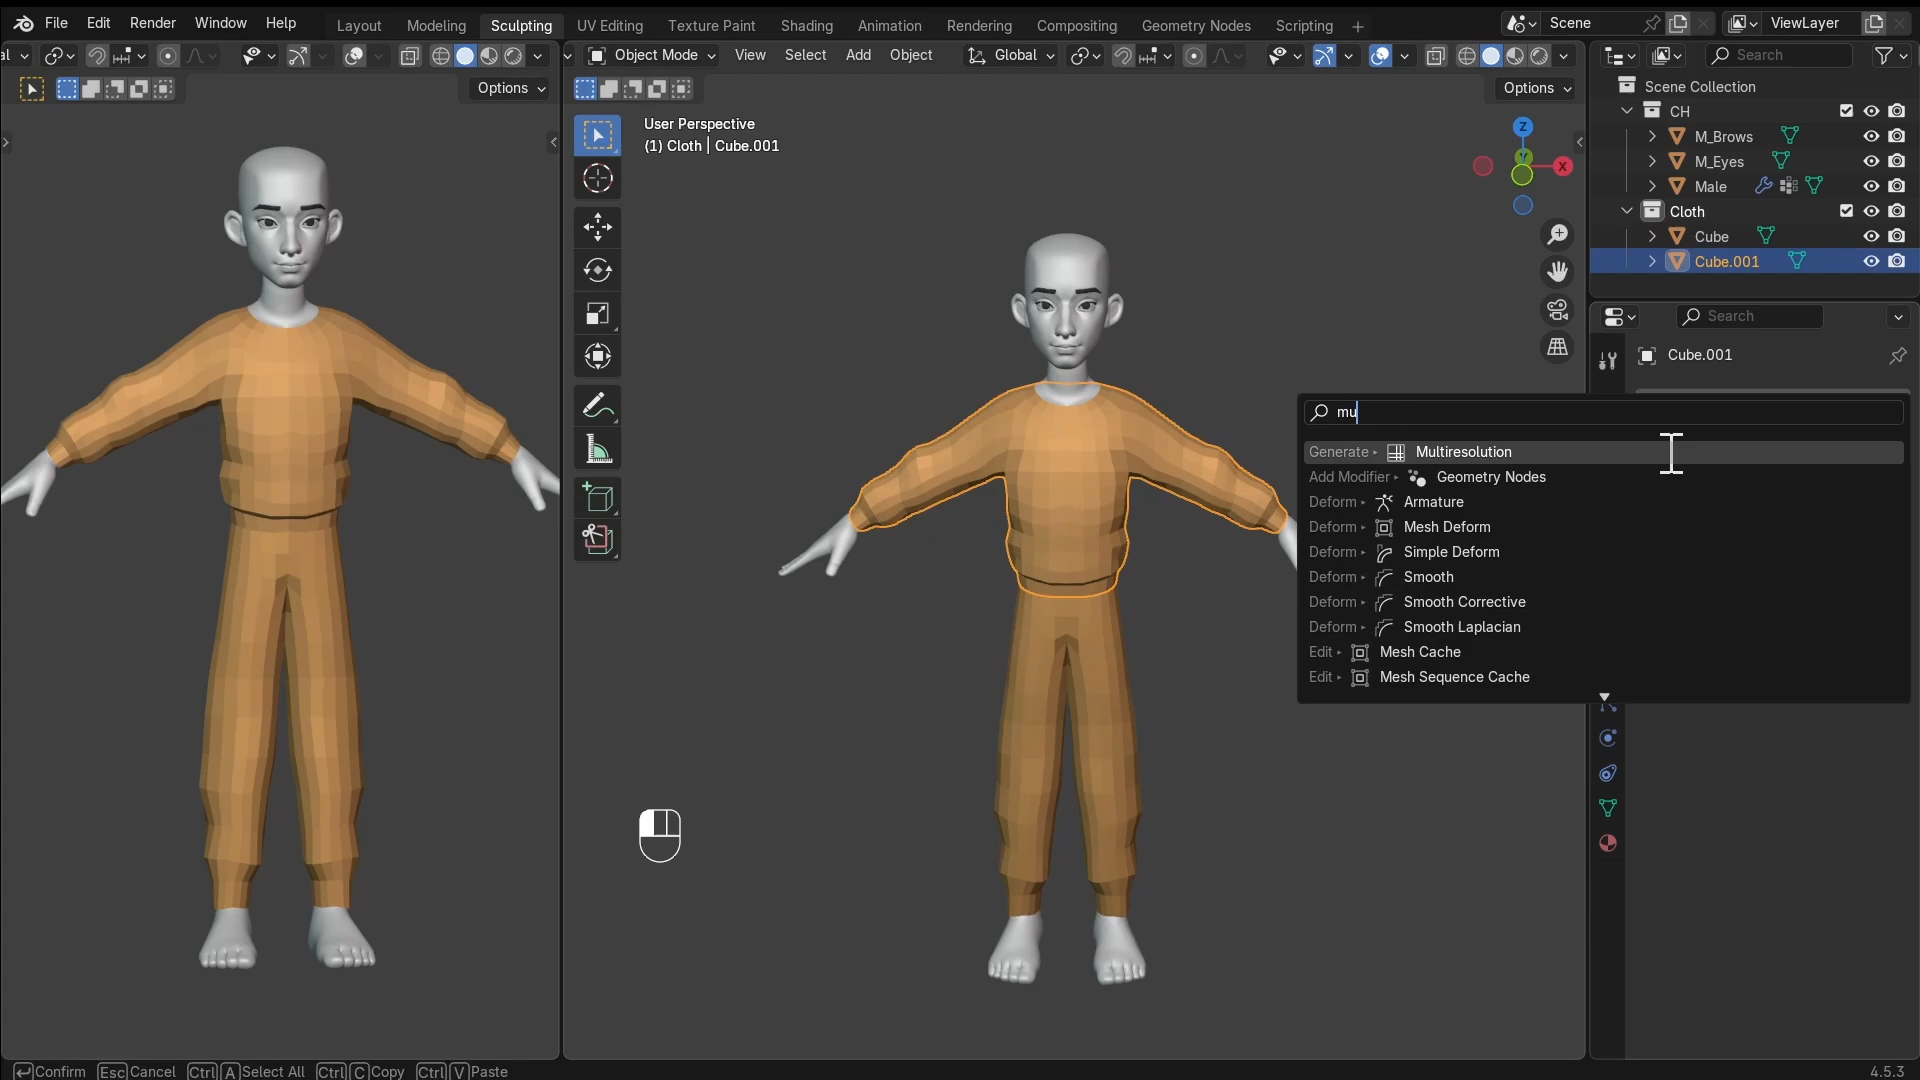 File Edit Render Window Help Layout Modeling Sculpting UV Editing Texture Paint Shading Animation Rendering Compositing Geometry Nodes Scripting + Scene ViewLayer
al Object Mode View Select Add Object Global Search
Options Options
Scene Collection
CH
M_Brows
M_Eyes
Male
Cloth
Cube
Cube.001
User Perspective
(1) Cloth | Cube.001
Z
X
Search
Cube.001
mu
Generate Multiresolution
Add Modifier Geometry Nodes
Deform Armature
Deform Mesh Deform
Deform Simple Deform
Deform Smooth
Deform Smooth Corrective
Deform Smooth Laplacian
Edit Mesh Cache
Edit Mesh Sequence Cache
Confirm Esc Cancel Ctrl A Select All Ctrl C Copy Ctrl V Paste 4.5.3